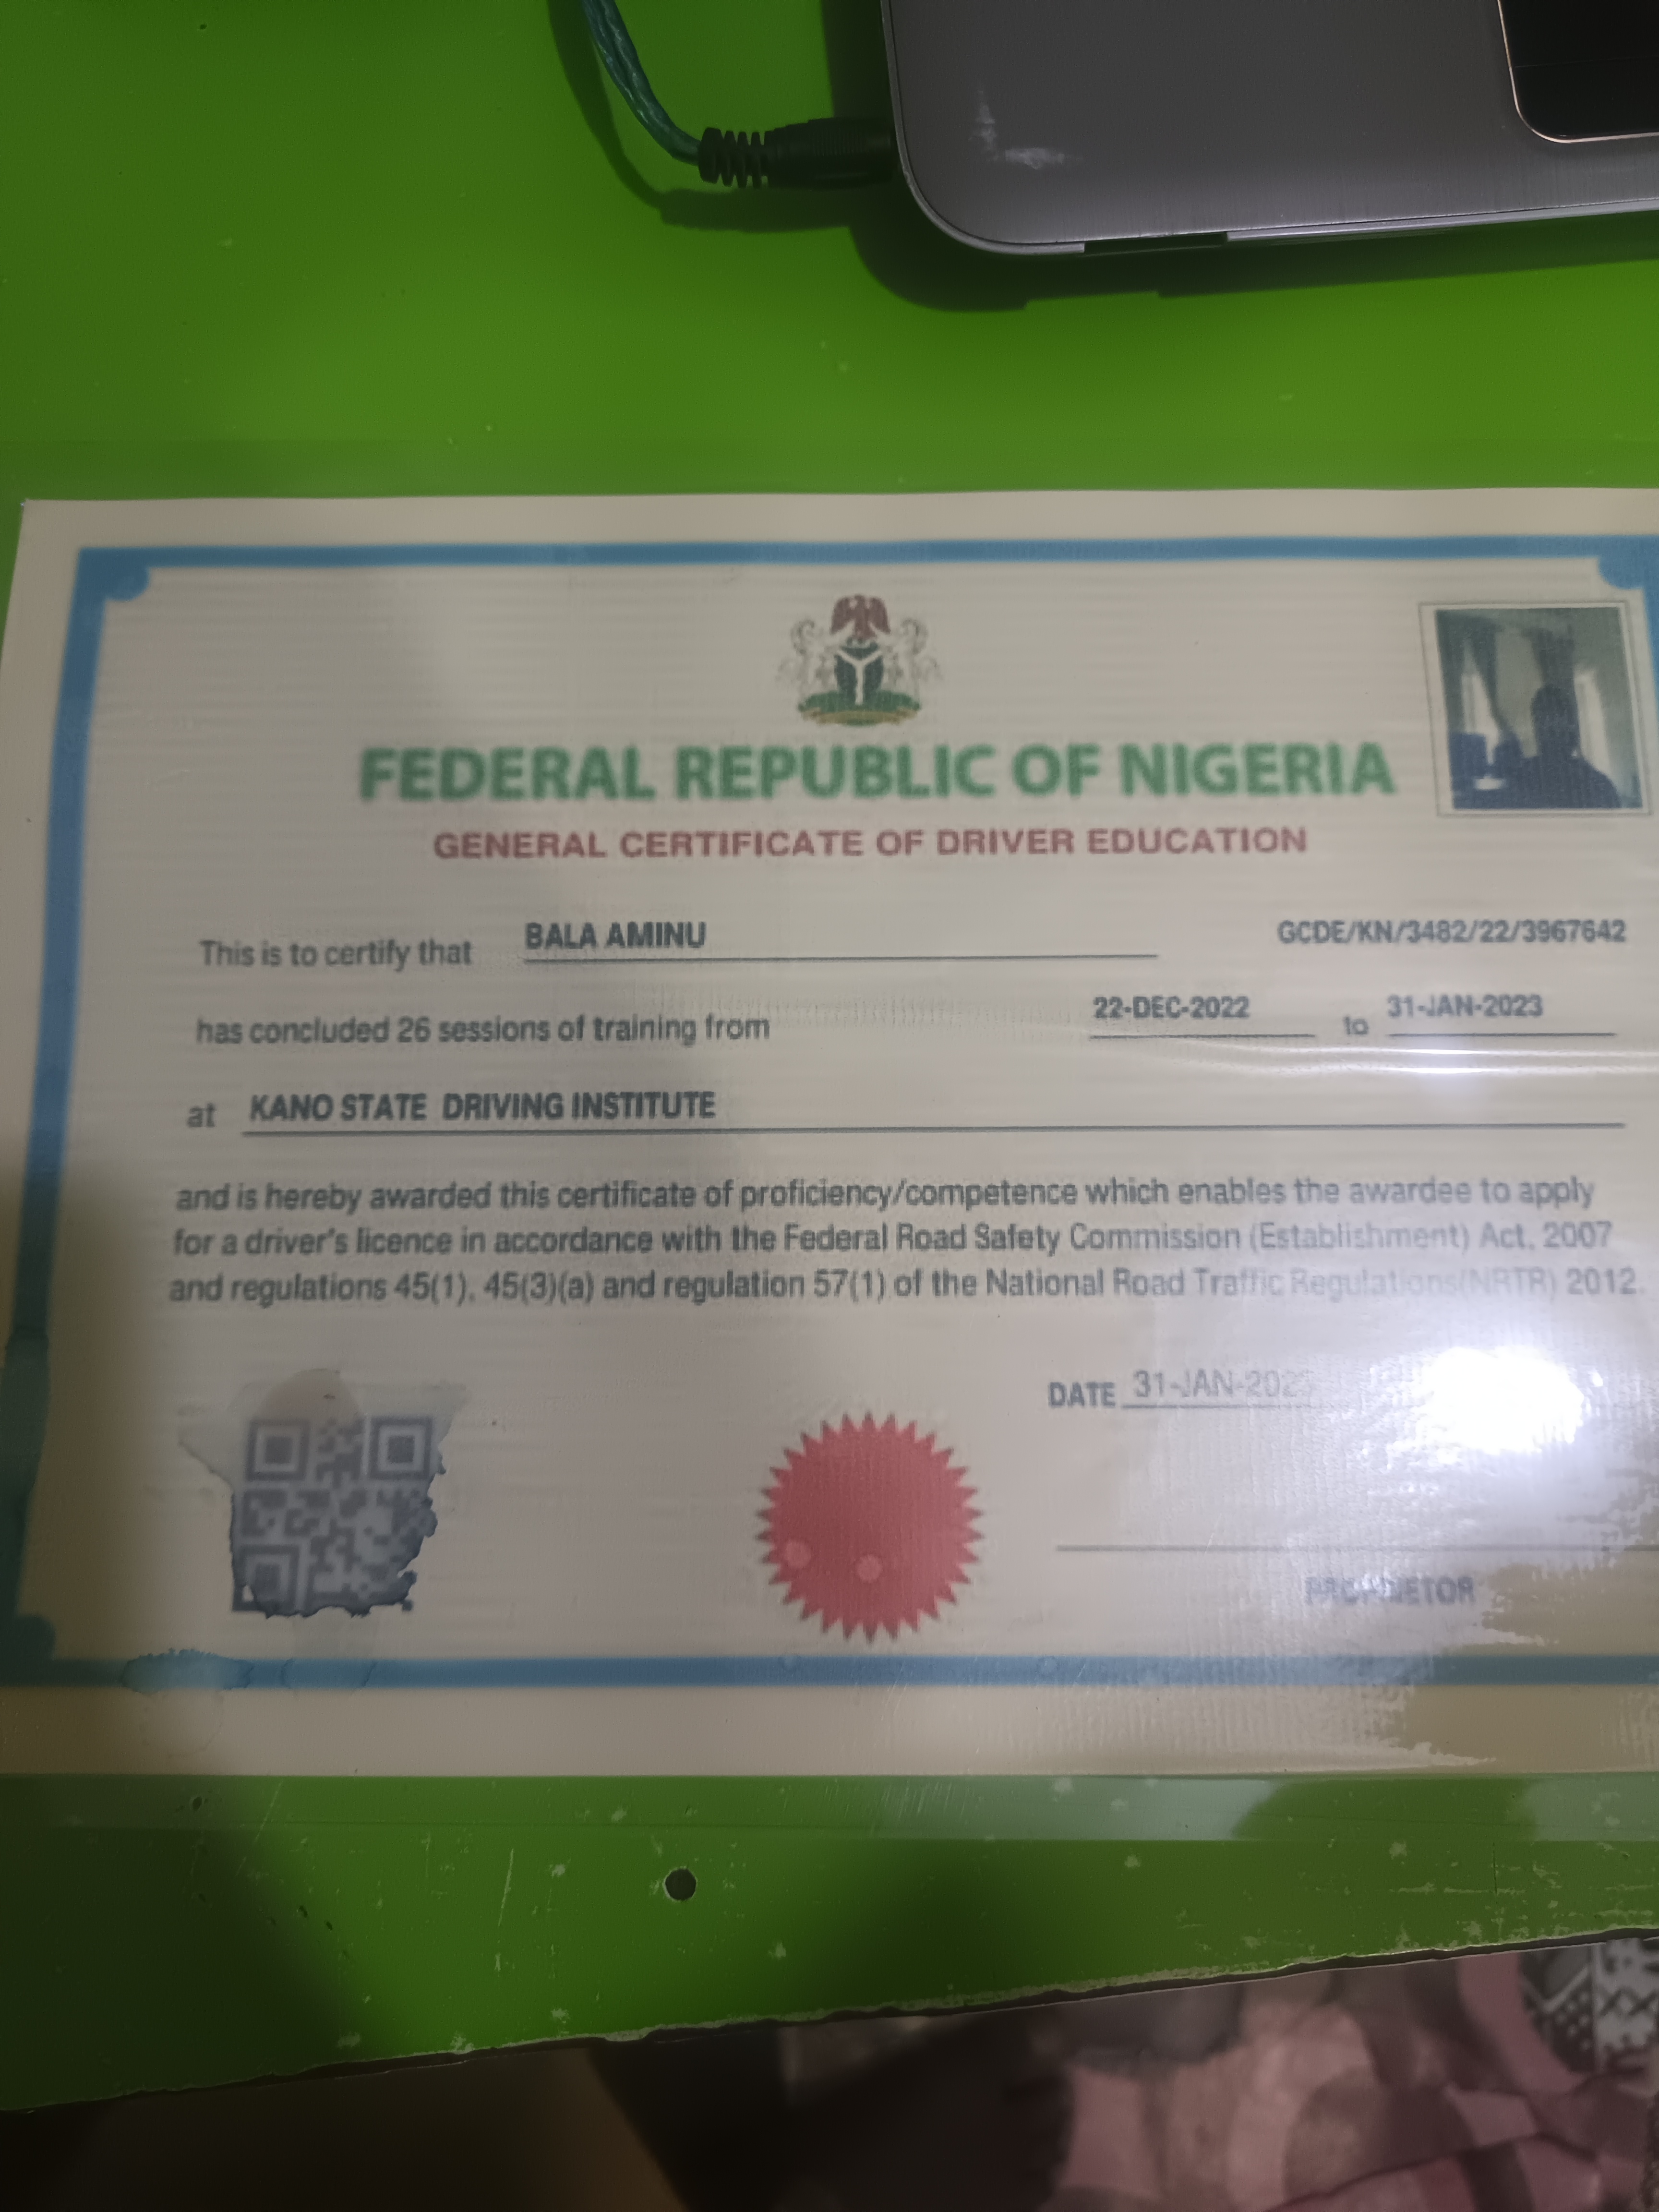 FEDERAL REPUBLIC OF NIGERIA
GENERAL CERTIFICATE OF DRIVER EDUCATION
This is to certify that BALA AMINU GCDE/KN/3482/22/3967642
has concluded 26 sessions of training from 22-DEC-2022 to 31-JAN-2023
at KANO STATE DRIVING INSTITUTE
and is hereby awarded this certificate of proficiency/competence which enables the awardee to apply
for a driver's licence in accordance with the Federal Road Safety Commission (Establishment) Act, 2007
and regulations 45(1), 45(3)(a) and regulation 57(1) of the National Road Traffic Regulations(NRTR) 2012.
DATE 31-JAN-2023
PROPRIETOR